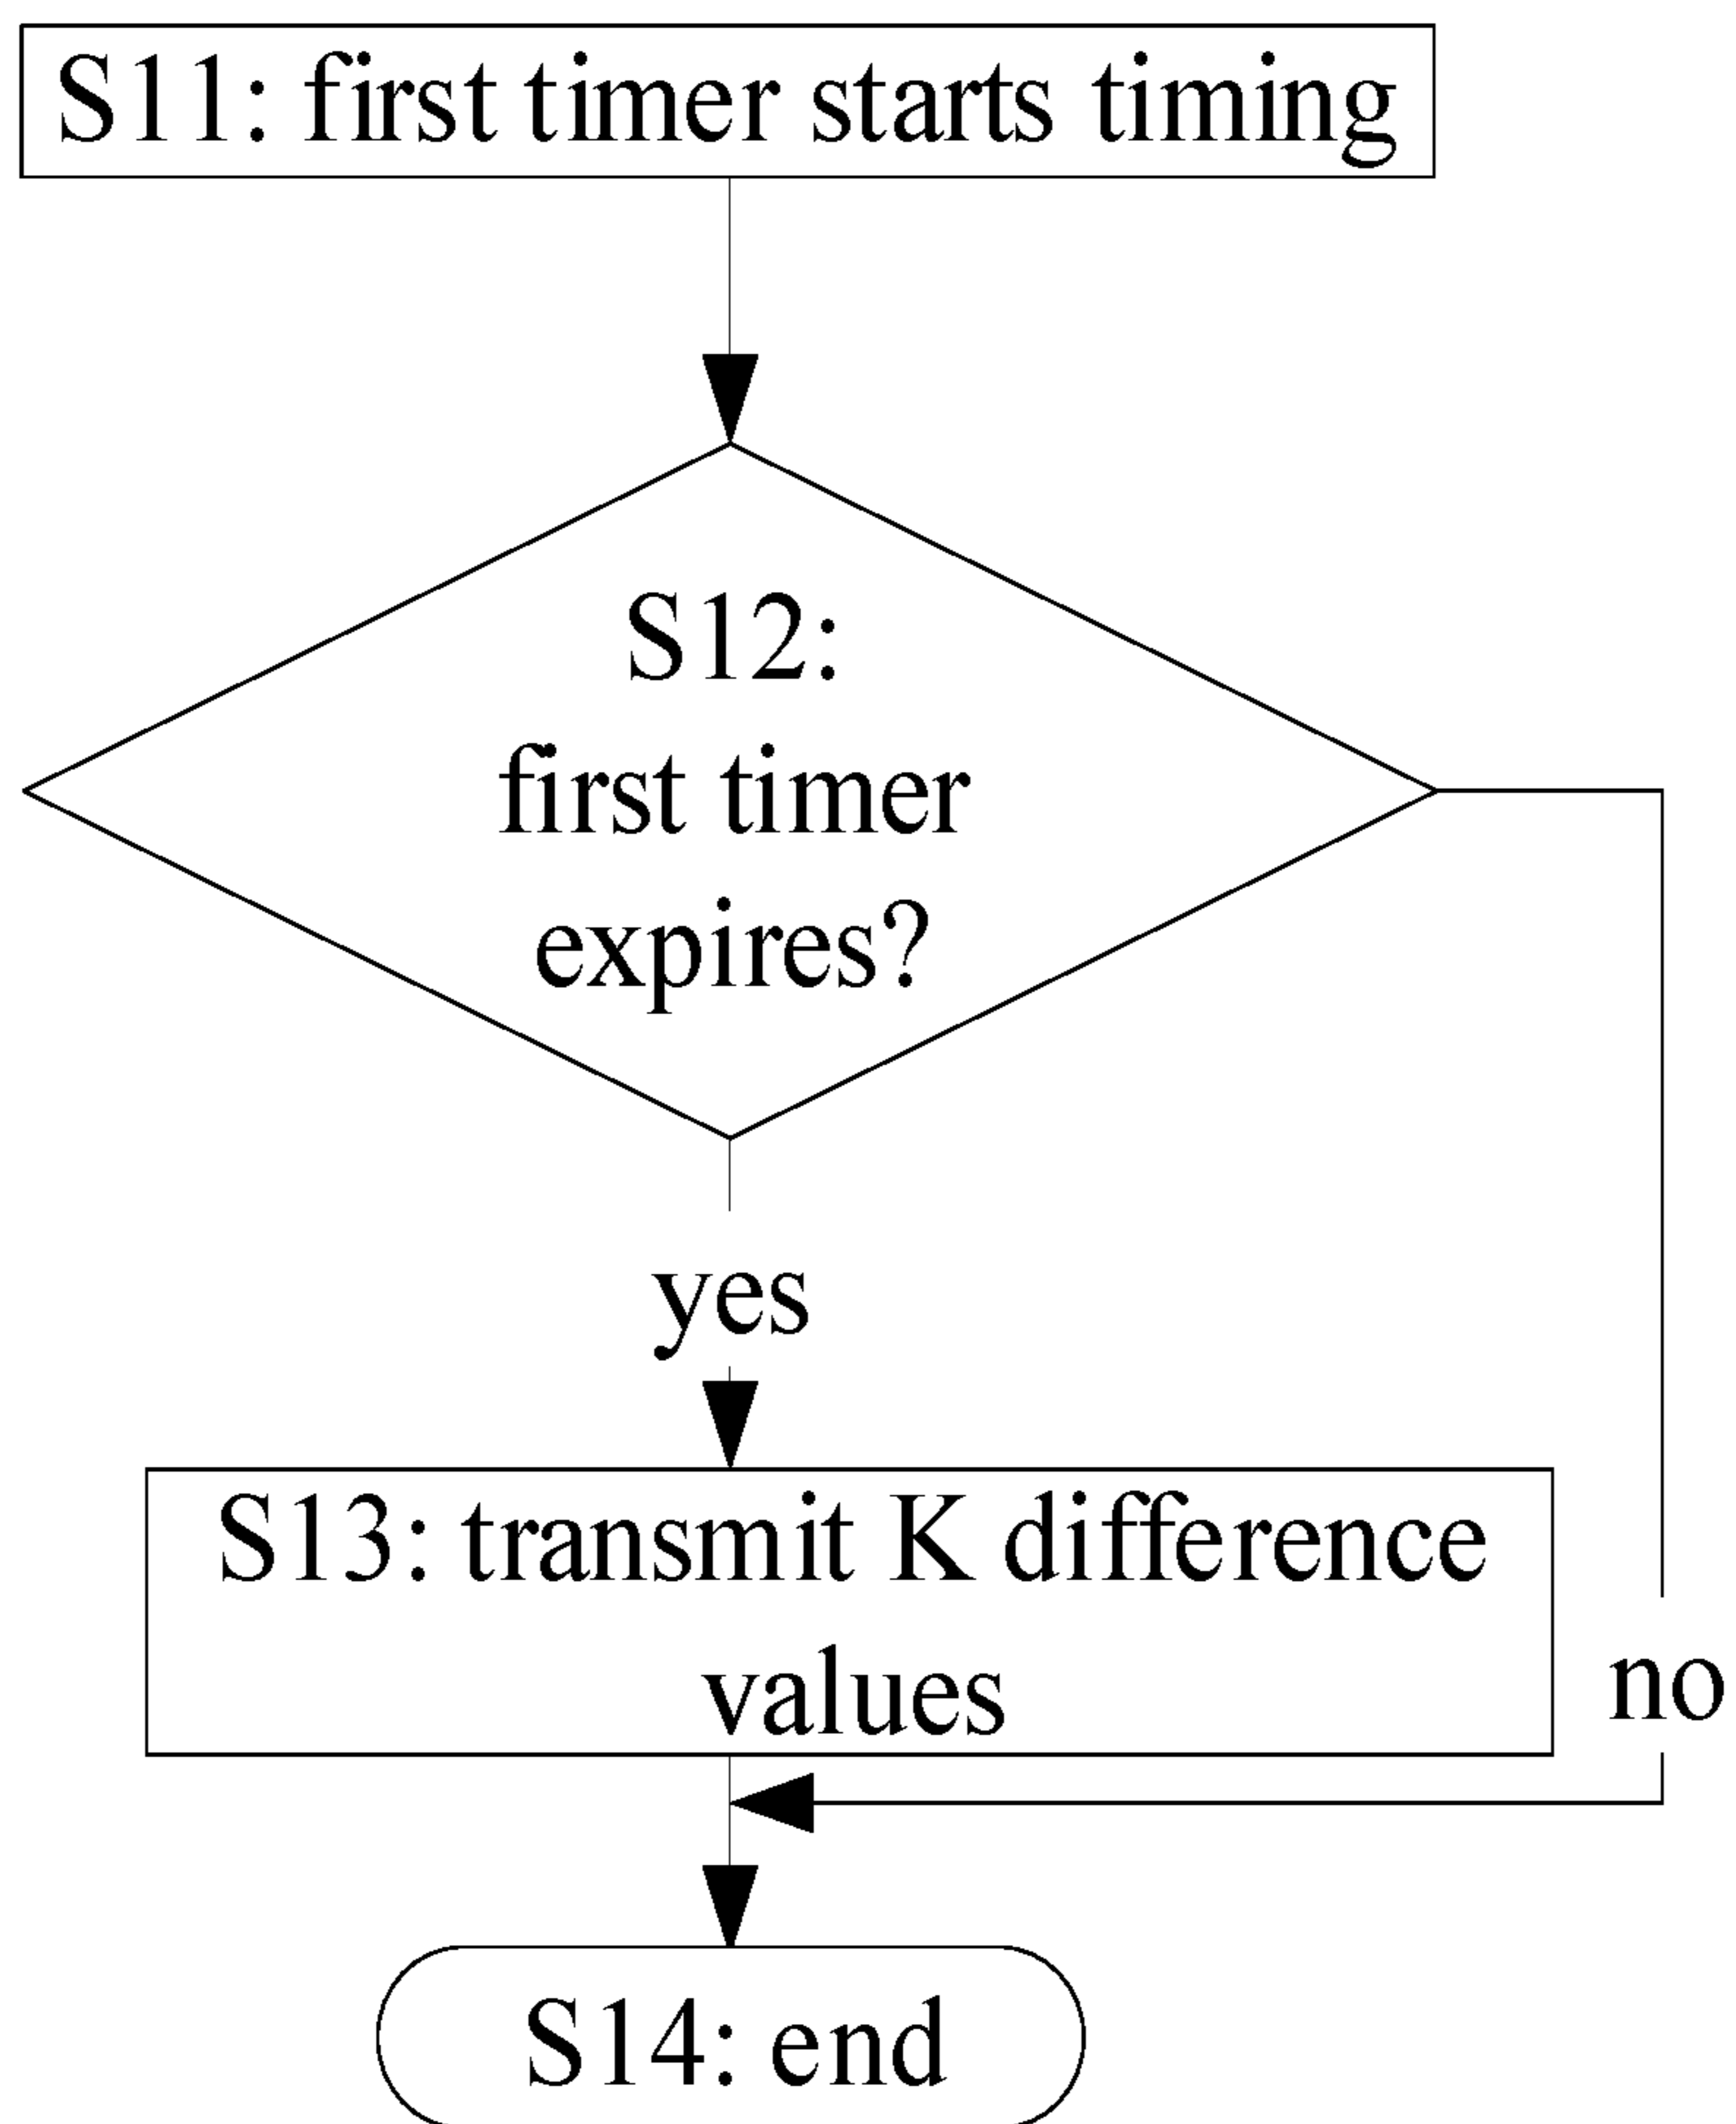 S11: first timer starts timing
S12:
first timer
expires?
yes
S13: transmit K difference
values
no
S14: end